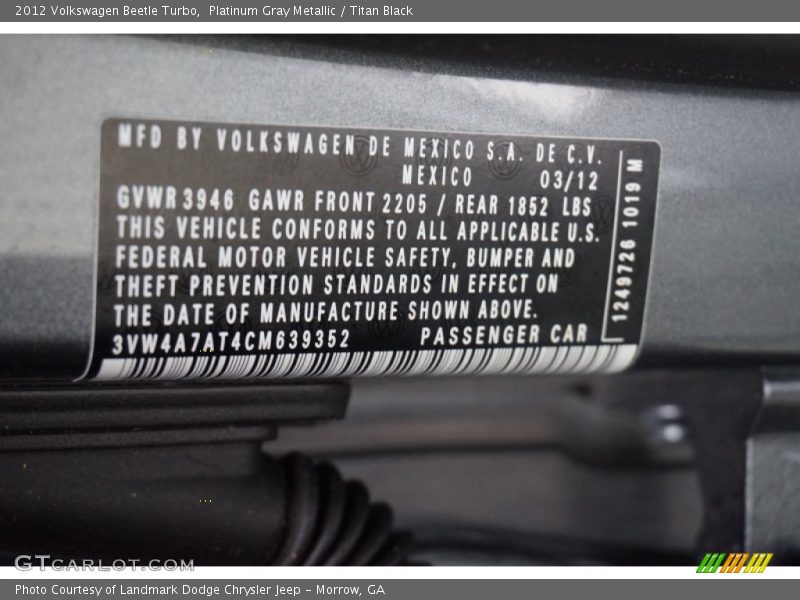 2012 Volkswagen Beetle Turbo,  Platinum Gray Metallic / Titan Black
MFD BY VOLKSWAGEN DE MEXICO S.A. DE C.V.
MEXICO 03/12
GVWR 3946 GAWR FRONT 2205 / REAR 1852 LBS
THIS VEHICLE CONFORMS TO ALL APPLICABLE U.S.
FEDERAL MOTOR VEHICLE SAFETY, BUMPER AND
THEFT PREVENTION STANDARDS IN EFFECT ON
THE DATE OF MANUFACTURE SHOWN ABOVE.
3VW4A7AT4CM639352 PASSENGER CAR
1249726 1019 M
GTCARLOT.COM
Photo Courtesy of Landmark Dodge Chrysler Jeep - Morrow, GA